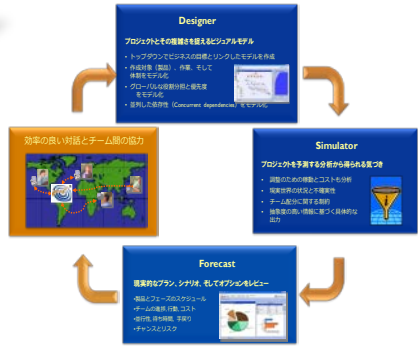 Designer
プロジェクトとその複雑さを捉えるビジュアルモデル
• トップダウンでビジネスの目標とリンクしたモデルを作成
• 作成対象（製品）、作業、そして
体制をモデル化
• グローバルな役割分担と優先度
をモデル化
• 並列した依存性（Concurrent dependencies）をモデル化
効率の良い対話とチーム間の協力
Simulator
プロジェクトを予測する分析から得られる気づき
• 調整のための稼動とコストも分析
• 現実世界の状況と不確実性
• チーム配分に関する制約
• 抽象度の高い情報に基づく具体的な
出力
Forecast
現実的なプラン、シナリオ、そしてオプションをレビュー
•製品とフェーズのスケジュール
•チームの進捗,行動,コスト
•並行性,待ち時間,手戻り
•チャンスとリスク